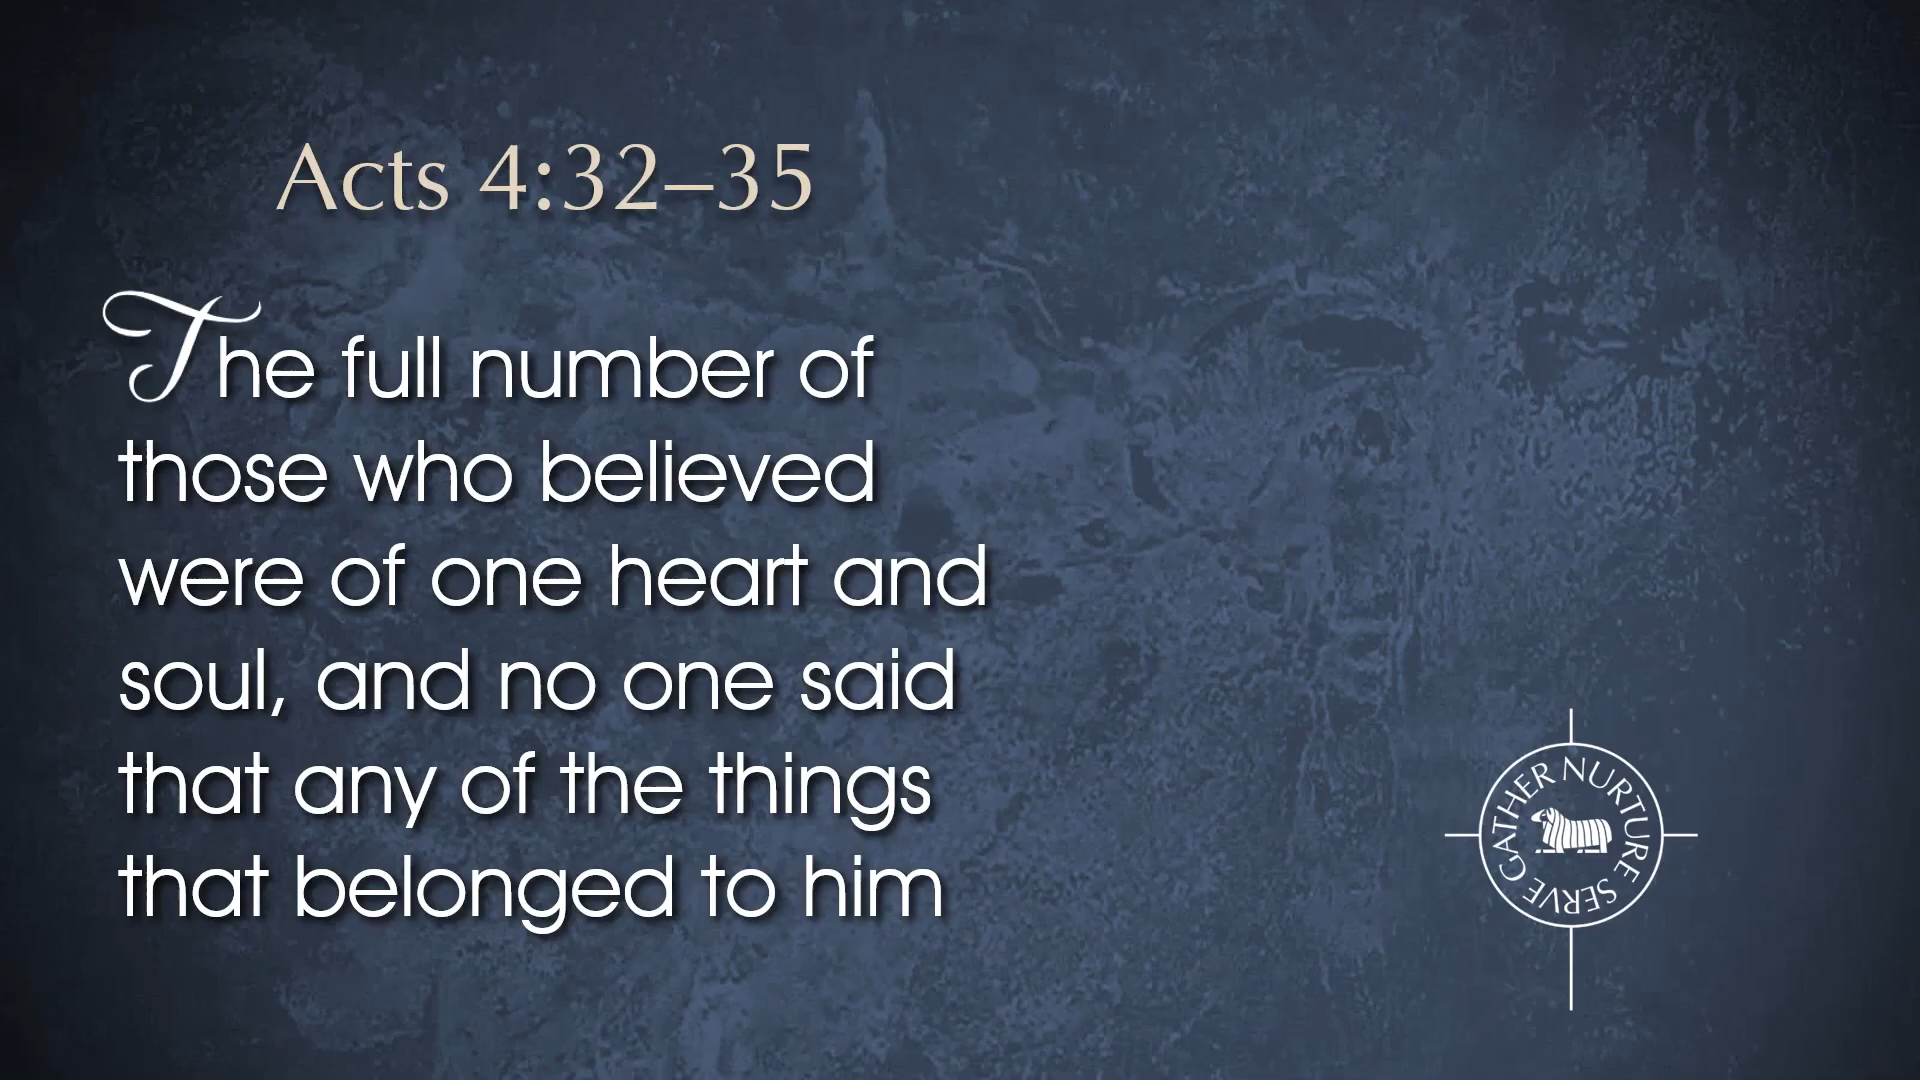 Acts 4:32–35
The full number of
those who believed
were of one heart and
soul, and no one said
that any of the things
that belonged to him
GATHER NURTURE SERVE